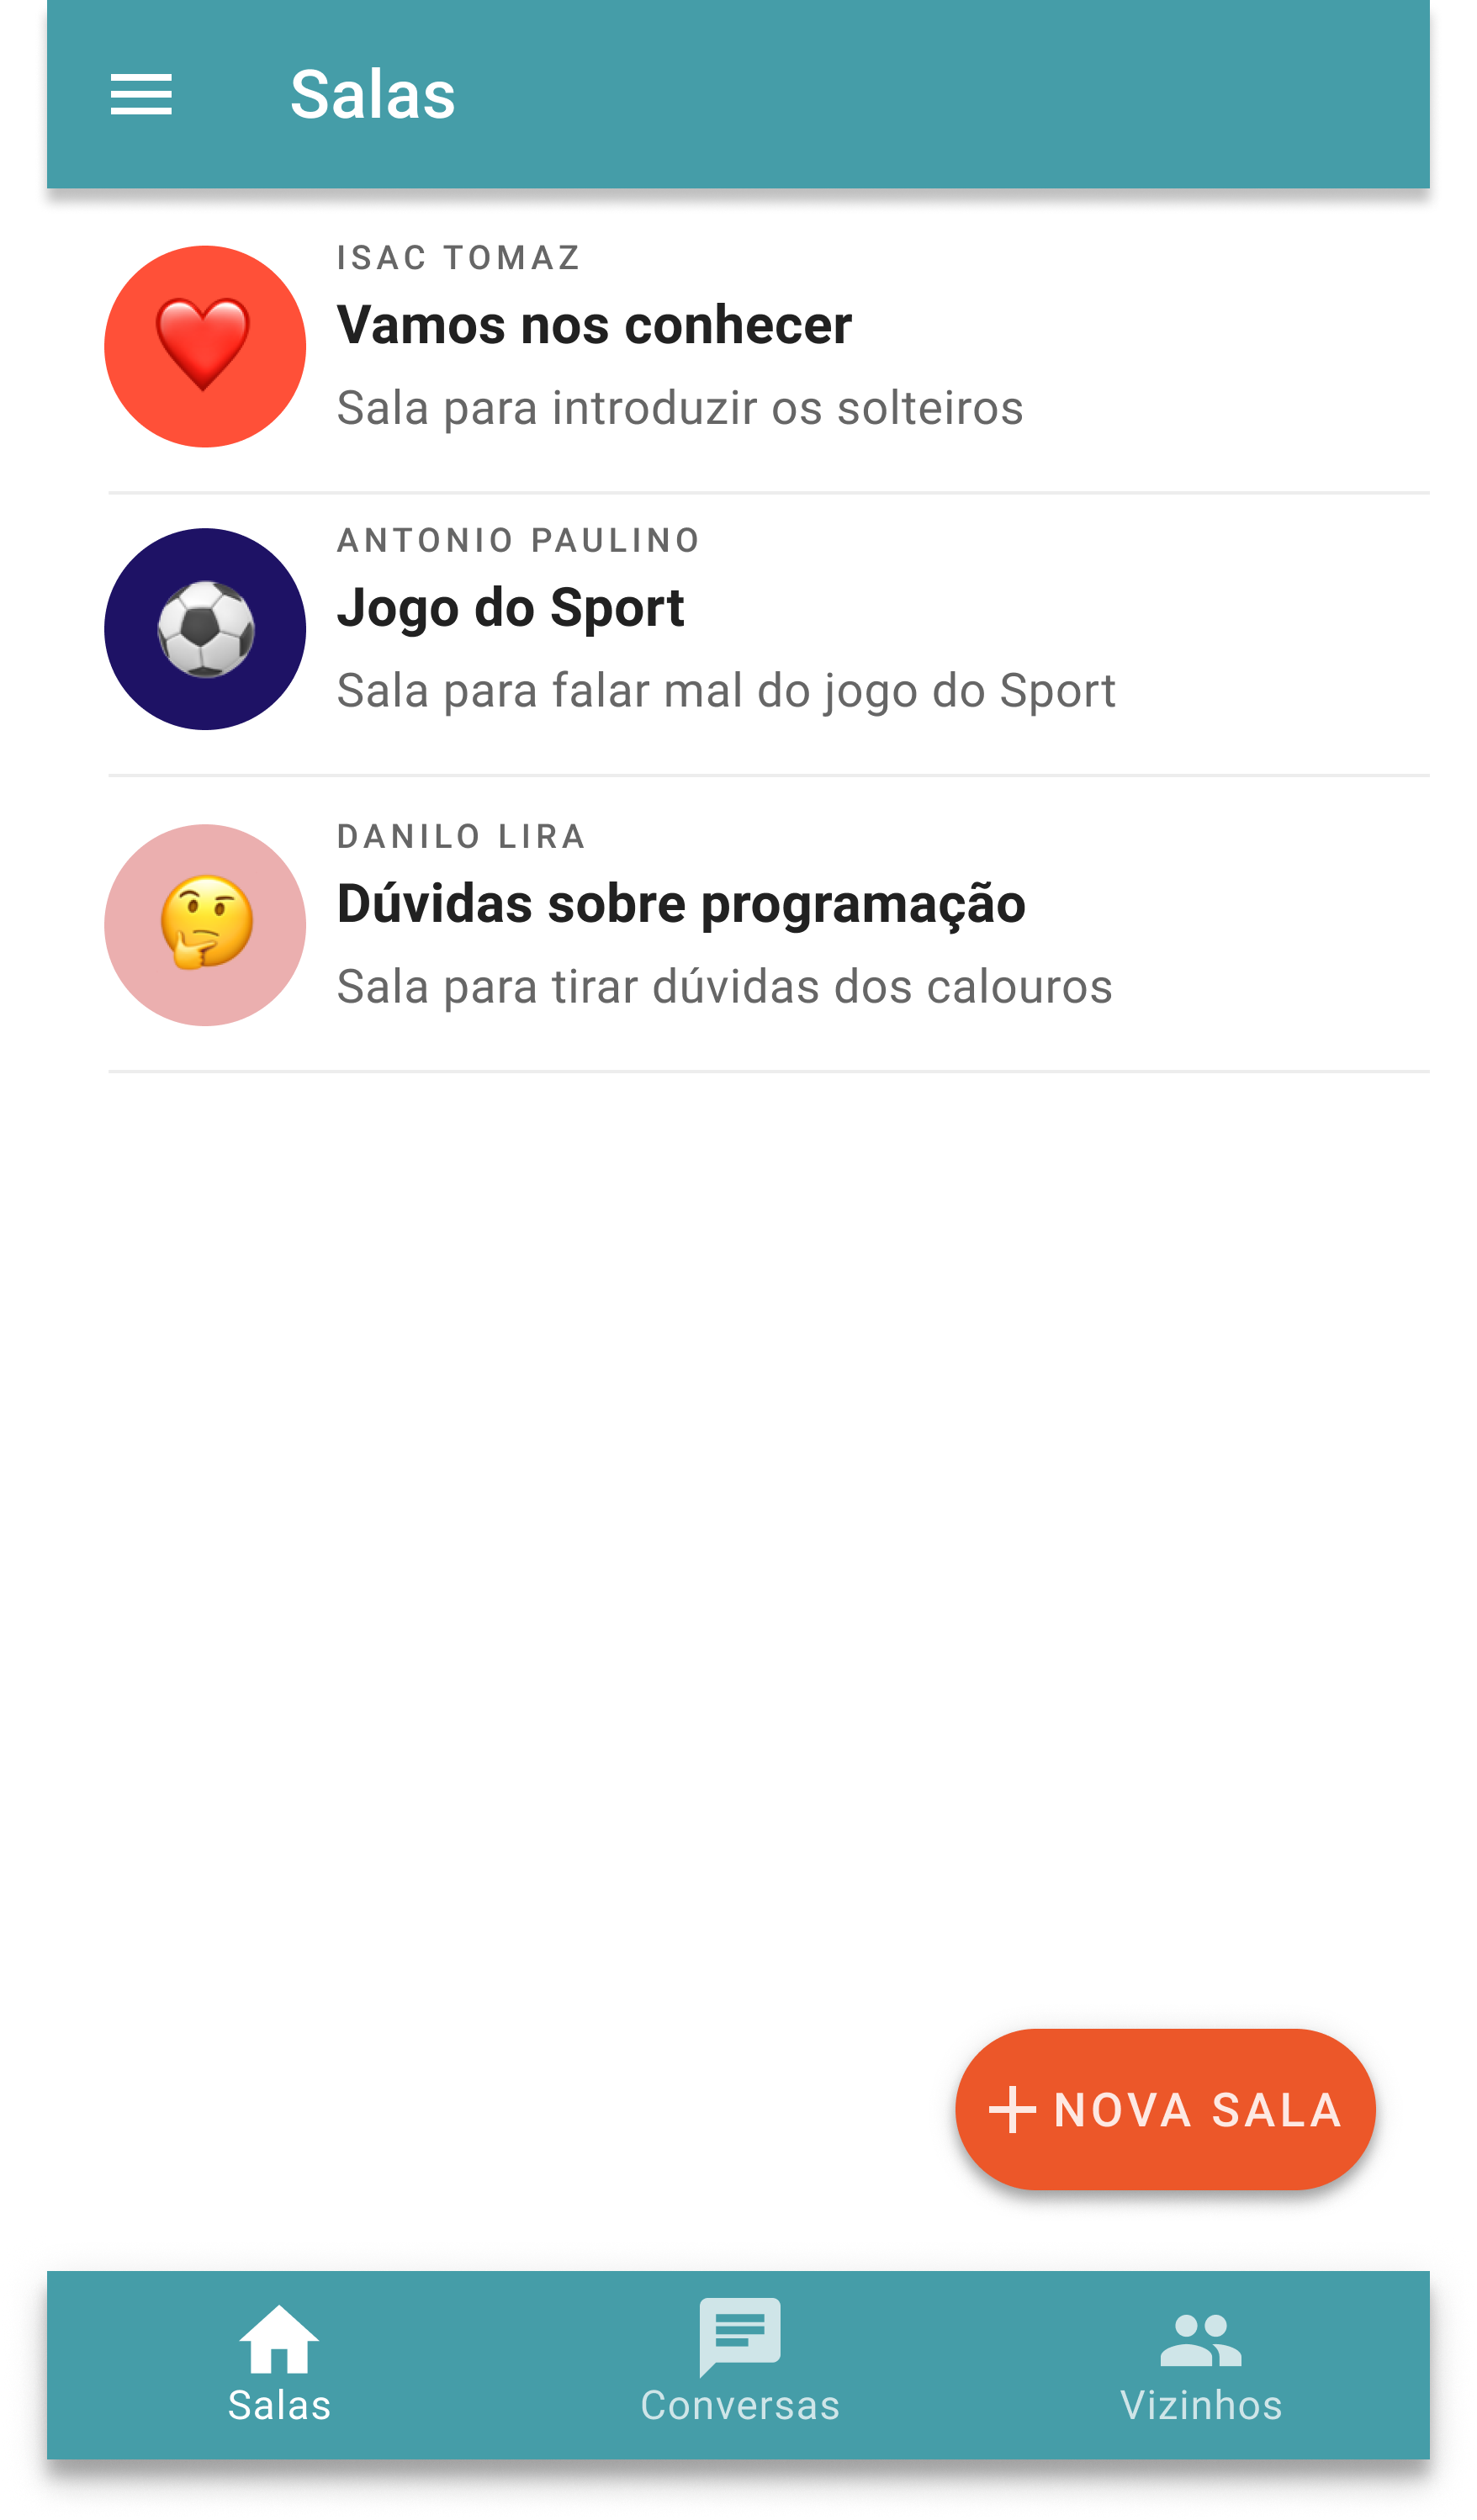 Salas
ISAC TOMAZ
Vamos nos conhecer
Sala para introduzir os solteiros
ANTONIO PAULINO
Jogo do Sport
Sala para falar mal do jogo do Sport
DANILO LIRA
Dúvidas sobre programação
Sala para tirar dúvidas dos calouros
NOVA SALA
Salas
Conversas
Vizinhos